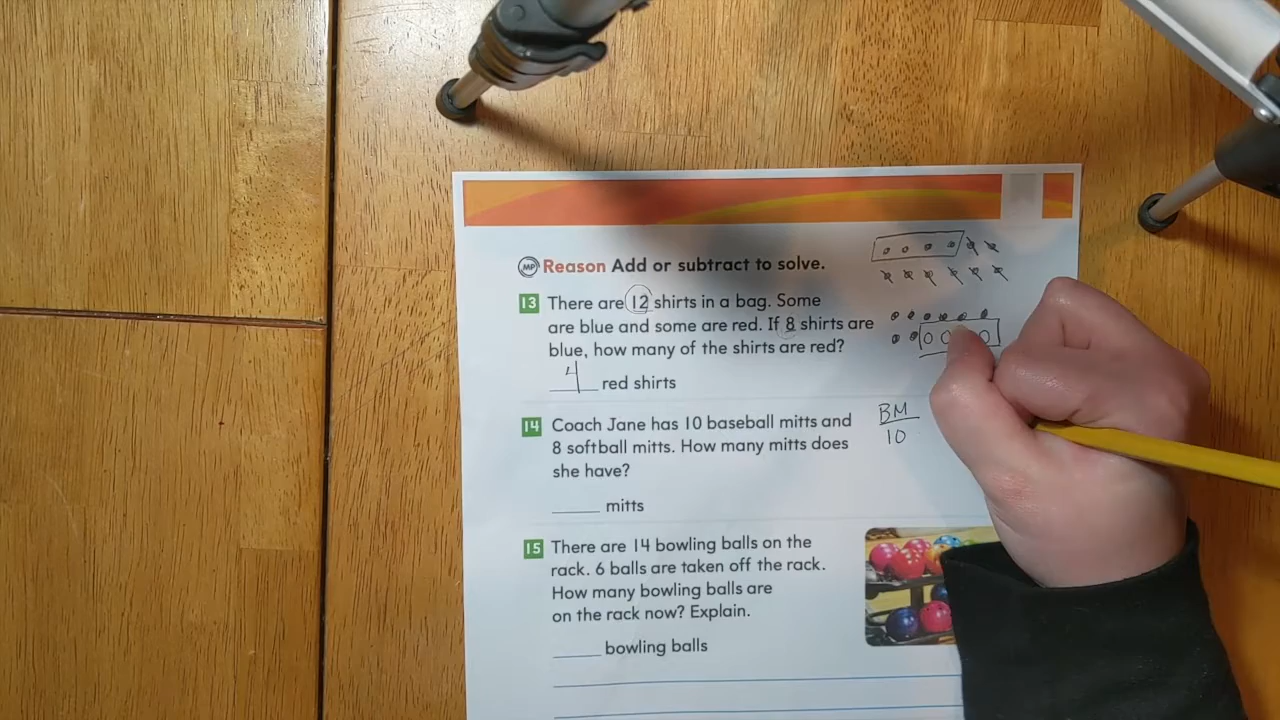 MP Reason Add or subtract to solve.
13 There are 12 shirts in a bag. Some
are blue and some are red. If 8 shirts are
blue, how many of the shirts are red?
4 red shirts
14 Coach Jane has 10 baseball mitts and
8 softball mitts. How many mitts does
she have?
mitts
BM
10
15 There are 14 bowling balls on the
rack. 6 balls are taken off the rack.
How many bowling balls are
on the rack now? Explain.
bowling balls